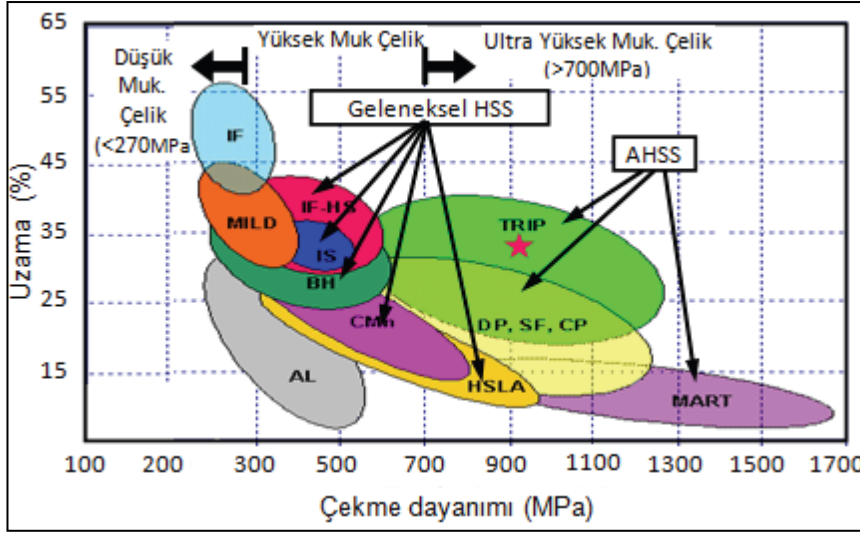 65
55
45
35
25
15
Uzama (%)
Düşük
Muk.
Çelik
(<270MPa
Yüksek Muk Çelik
Ultra Yüksek Muk. Çelik
(>700MPa)
Geleneksel HSS
AHSS
IF
MILD
IF-HS
IS
BH
CMn
AL
HSLA
TRIP
DP, SF, CP
MART
100 200 300 500 700 900 1100 1300 1500 1700
Çekme dayanımı (MPa)